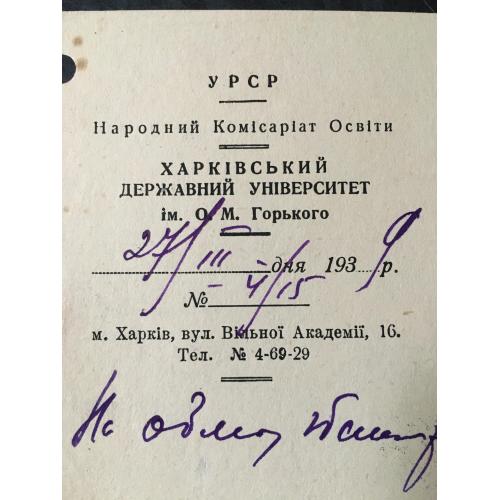 УРСР
Народний Комісаріат Освіти
ХАРКІВСЬКИЙ
ДЕРЖАВНИЙ УНІВЕРСИТЕТ
ім. О. М. Горького
27/III - дня 1939 р.
№ - 4/15
м. Харків, вул. Вільної Академії, 16.
Тел. № 4-69-29
На